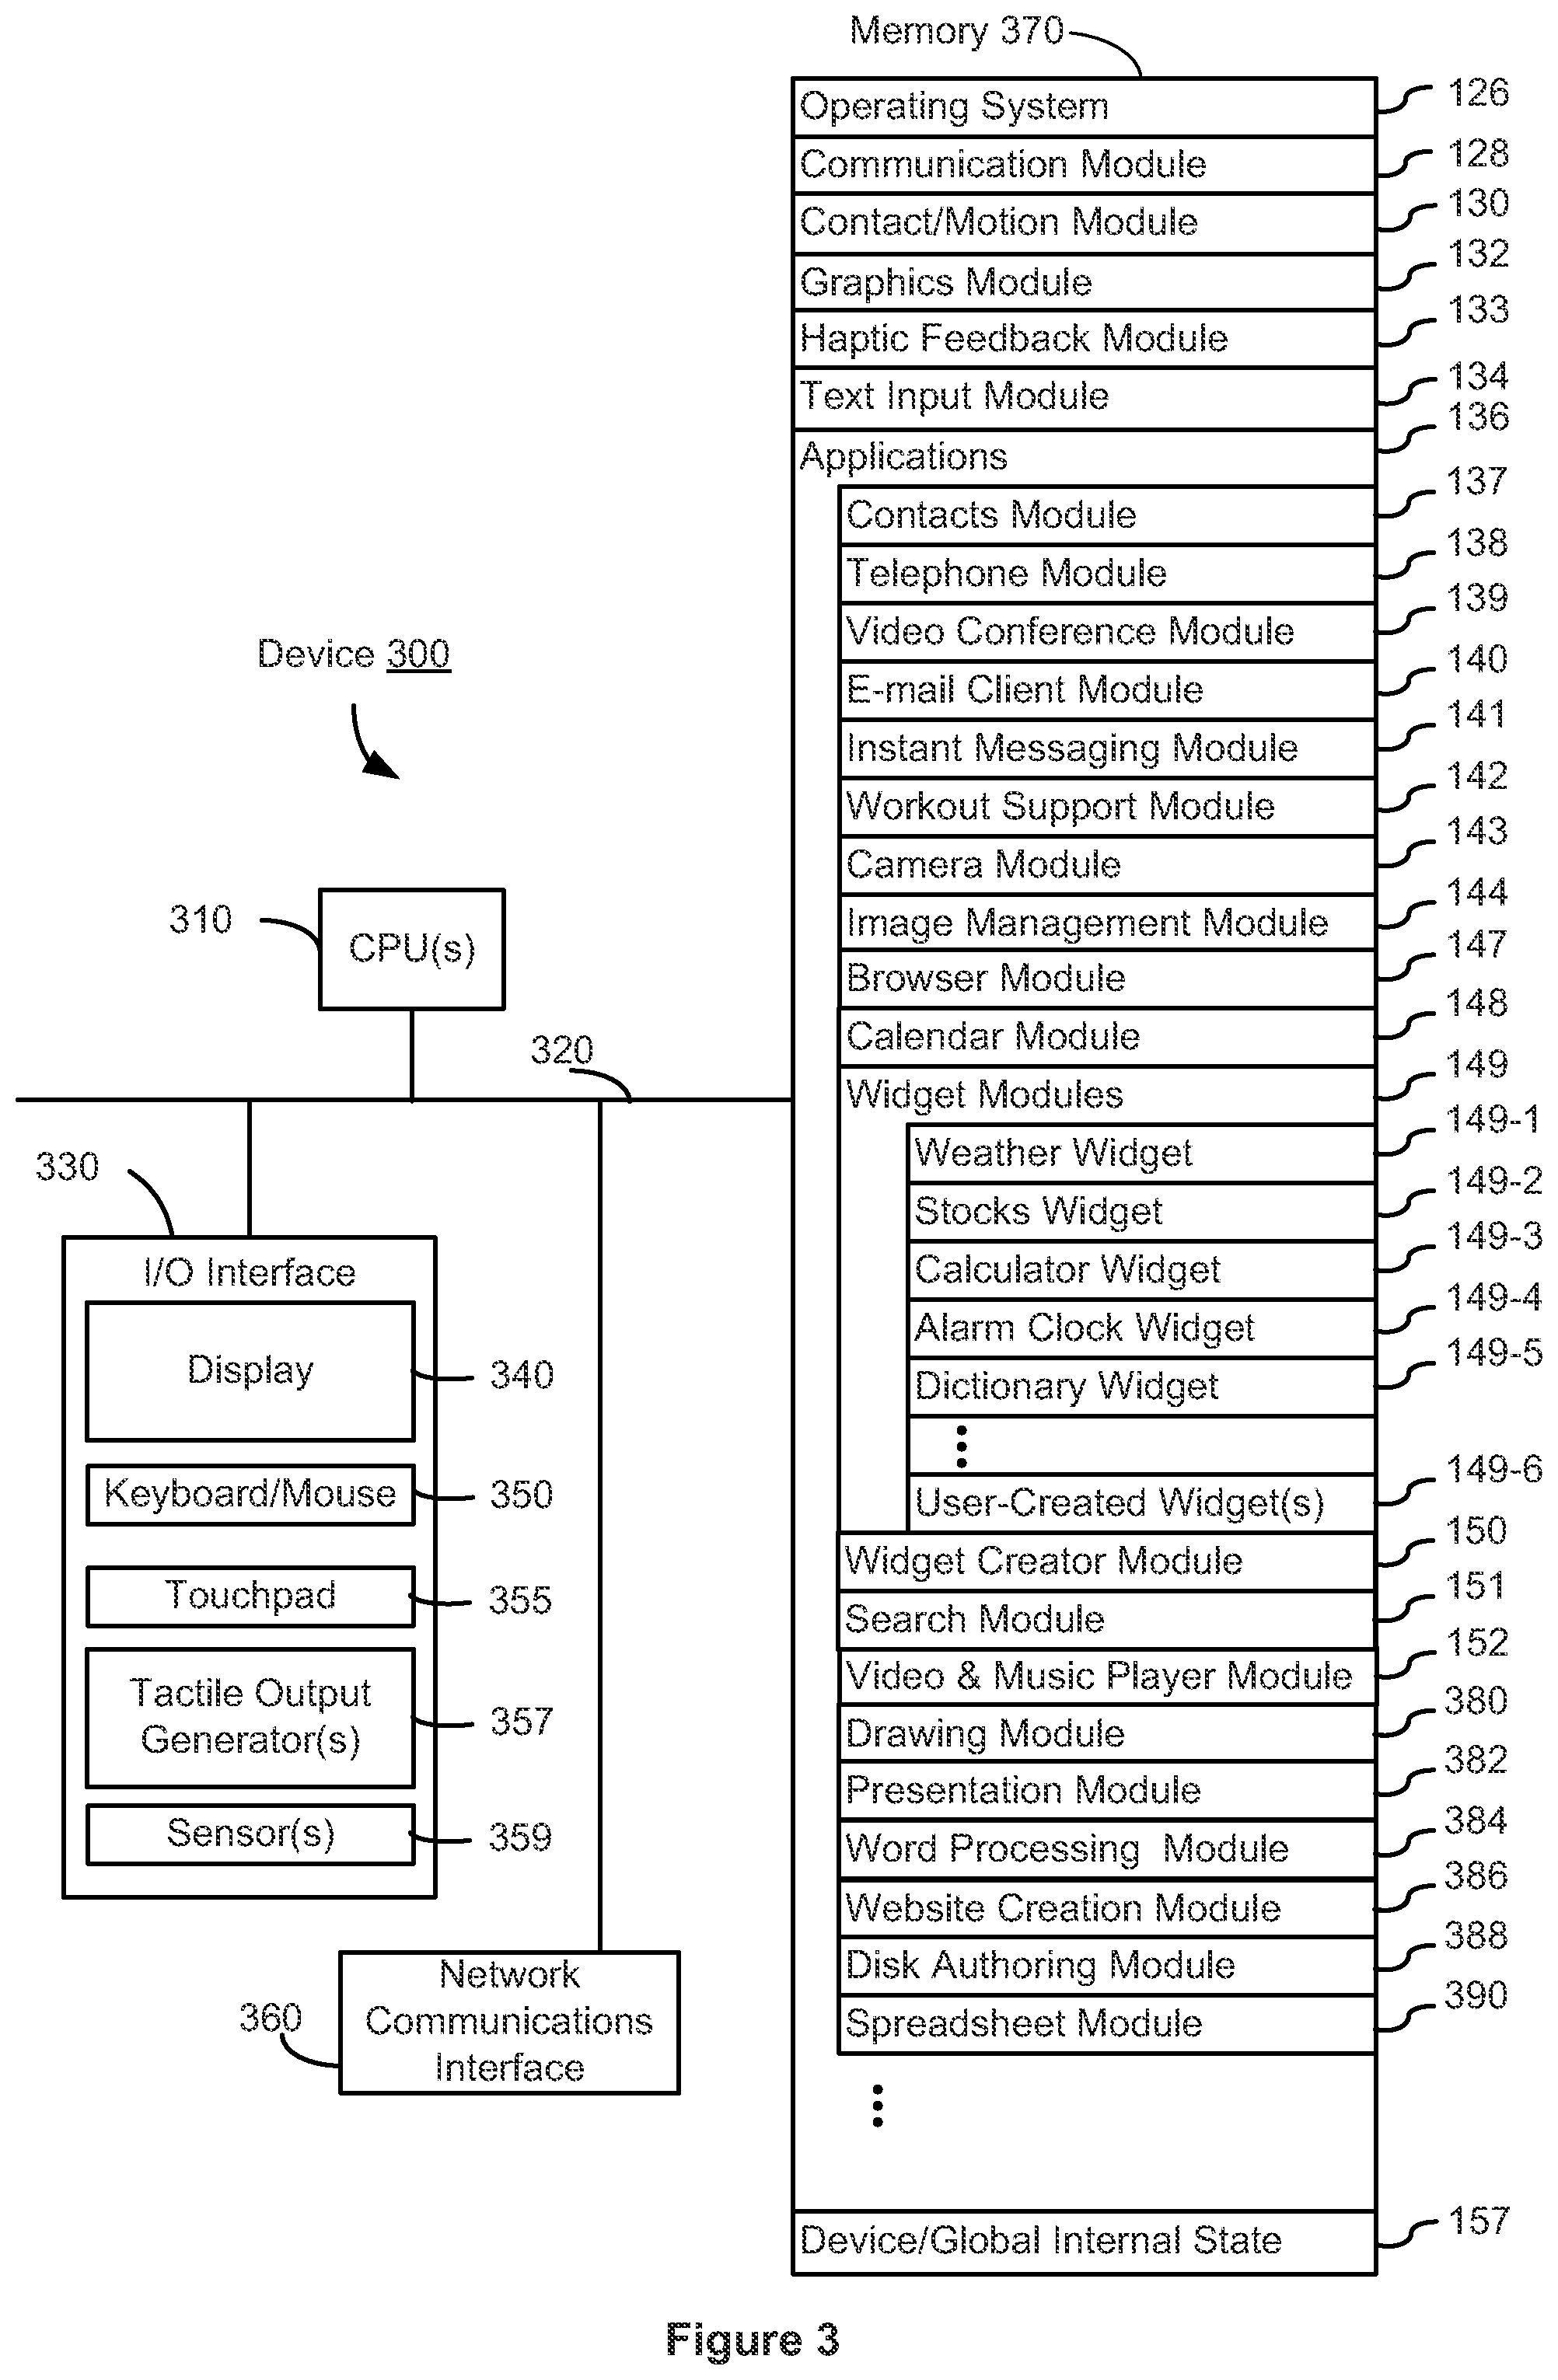 Memory 370
Operating System
126
Communication Module
128
Contact/Motion Module
130
Graphics Module
132
Haptic Feedback Module
133
Text Input Module
134
Applications
136
Contacts Module
137
Telephone Module
138
Video Conference Module
139
E-mail Client Module
140
Instant Messaging Module
141
Workout Support Module
142
Camera Module
143
Image Management Module
144
Browser Module
147
Calendar Module
148
Widget Modules
149
Weather Widget
149-1
Stocks Widget
149-2
Calculator Widget
149-3
Alarm Clock Widget
149-4
Dictionary Widget
149-5
User-Created Widget(s)
149-6
Widget Creator Module
150
Search Module
151
Video & Music Player Module
152
Drawing Module
380
Presentation Module
382
Word Processing Module
384
Website Creation Module
386
Disk Authoring Module
388
Spreadsheet Module
390
Device/Global Internal State
157
Device 300
310
CPU(s)
320
330
I/O Interface
Display
340
Keyboard/Mouse
350
Touchpad
355
Tactile Output
Generator(s)
357
Sensor(s)
359
360
Network
Communications
Interface
Figure 3